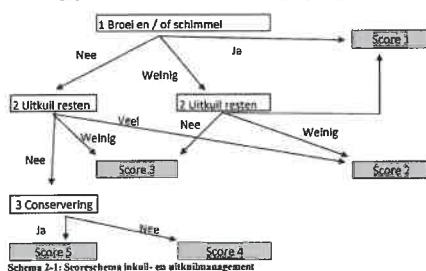 1 Broei en / of schimmel
Score 1
Nee
Weinig
Ja
2 Uitkuil resten
2 Uitkuil resten
Veel
Nee
Weinig
Weinig
Nee
Score 3
Score 2
3 Conservering
Ja
Nee
Score 5
Score 4
Schema 2-1: Scoreschema inkuil- en uitkuilmanagement